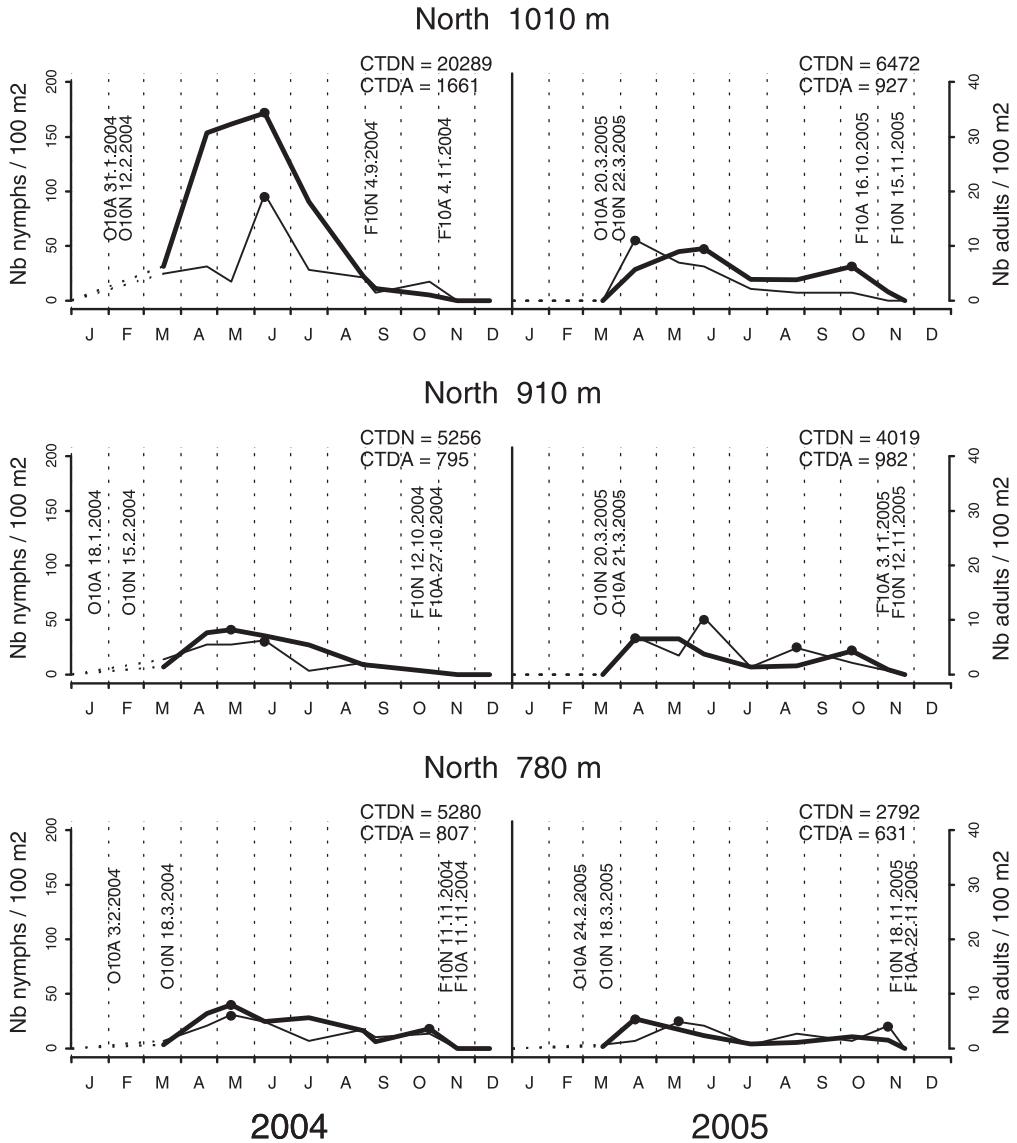 North 1010 m
CTDN = 20289
CTDA = 1661
CTDN = 6472
CTDA = 927
Nb nymphs / 100 m2
0 50 100 150 200
O10A 31.1.2004
O10N 12.2.2004
F10N 4.9.2004
F10A 4.11.2004
O10A 20.3.2005
O10N 22.3.2005
F10A 16.10.2005
F10N 15.11.2005
0 10 20 30 40
Nb adults / 100 m2
J F M A M J J A S O N D J F M A M J J A S O N D
North 910 m
CTDN = 5256
CTDA = 795
CTDN = 4019
CTDA = 982
Nb nymphs / 100 m2
0 50 100 150 200
O10A 18.1.2004
O10N 15.2.2004
F10N 12.10.2004
F10A 27.10.2004
O10N 20.3.2005
O10A 21.3.2005
F10A 3.11.2005
F10N 12.11.2005
0 10 20 30 40
Nb adults / 100 m2
J F M A M J J A S O N D J F M A M J J A S O N D
North 780 m
CTDN = 5280
CTDA = 807
CTDN = 2792
CTDA = 631
Nb nymphs / 100 m2
0 50 100 150 200
O10A 3.2.2004
O10N 18.3.2004
F10N 11.11.2004
F10A 11.11.2004
O10A 24.2.2005
O10N 18.3.2005
F10N 18.11.2005
F10A 22.11.2005
0 10 20 30 40
Nb adults / 100 m2
J F M A M J J A S O N D J F M A M J J A S O N D
2004 2005